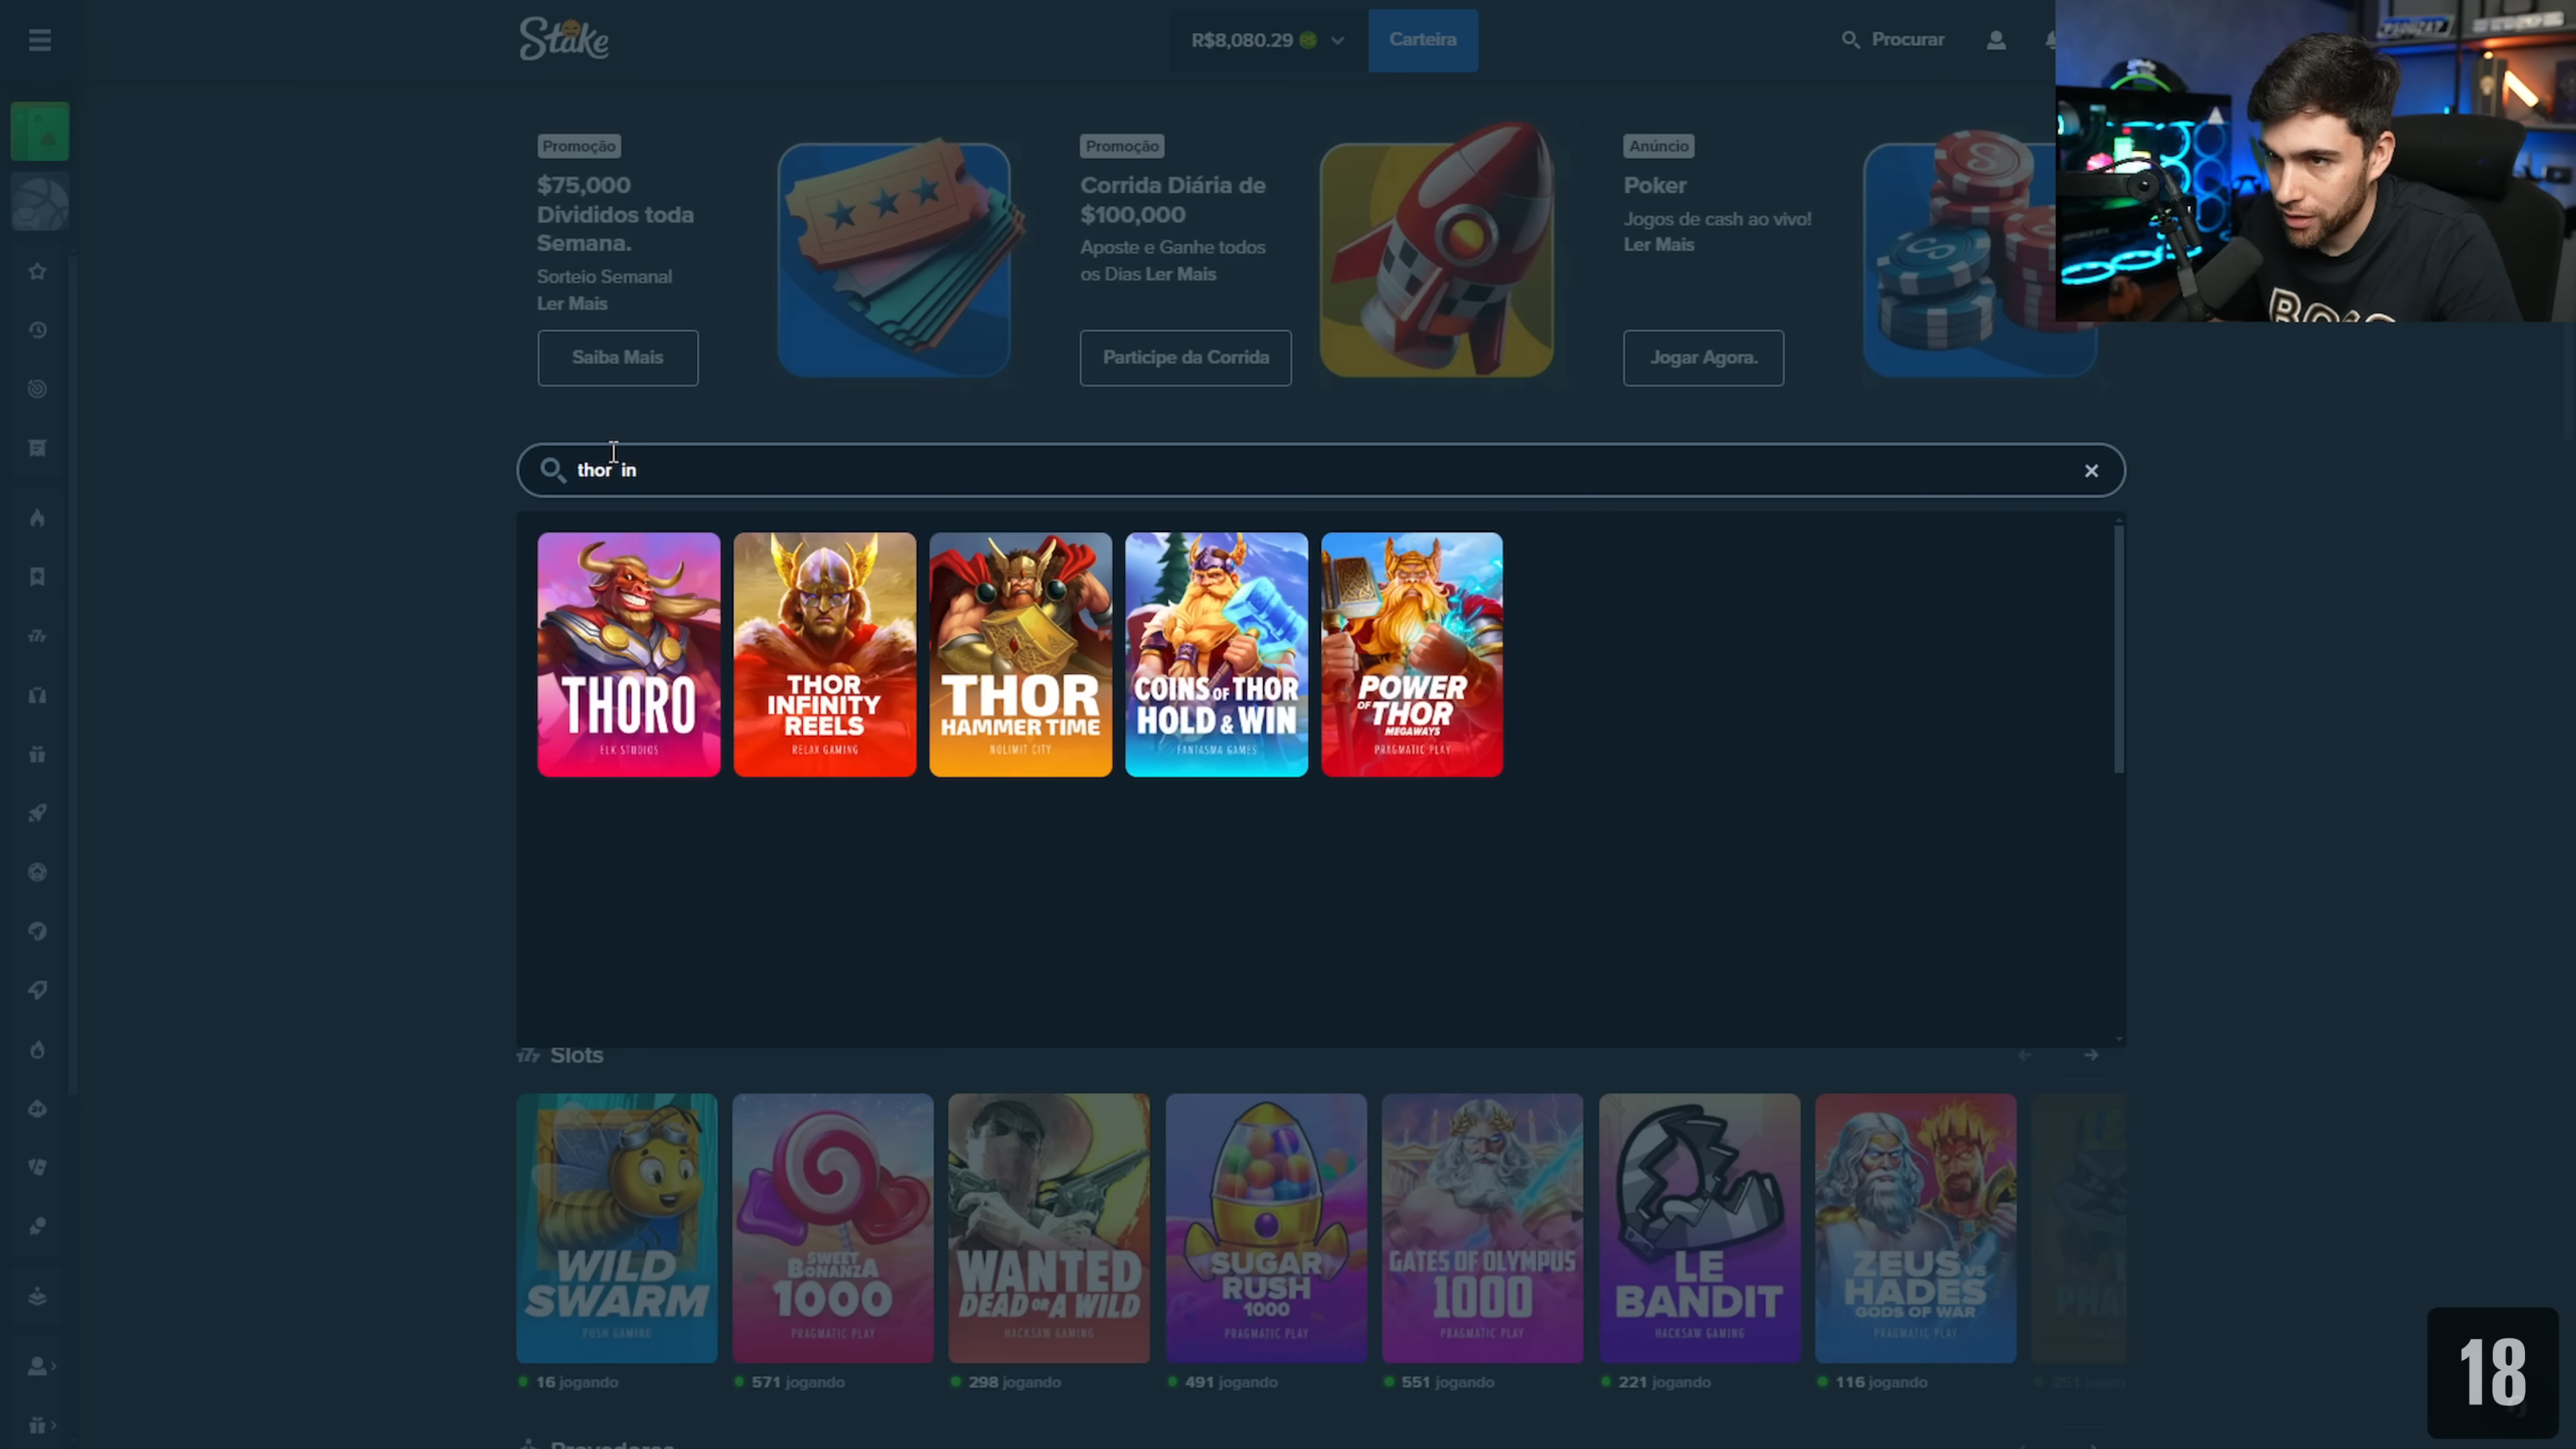 Stake
R$8,080.29
Carteira
Procurar
Promoção
$75,000
Divididos toda
Semana.
Sorteio Semanal
Ler Mais
Saiba Mais
Promoção
Corrida Diária de
$100,000
Aposte e Ganhe todos
os Dias Ler Mais
Participe da Corrida
Anúncio
Poker
Jogos de cash ao vivo!
Ler Mais
Jogar Agora.
thor in
THORO
ELK STUDIOS
THOR
INFINITY
REELS
RELAX GAMING
THOR
HAMMER TIME
NOLIMIT CITY
COINS OF THOR
HOLD & WIN
FANTASMA GAMES
POWER
OF THOR
MEGAWAYS
PRAGMATIC PLAY
Slots
WILD
SWARM
PUSH GAMING
SWEET
BONANZA
1000
PRAGMATIC PLAY
WANTED
DEAD OR A WILD
HACKSAW GAMING
SUGAR
RUSH
1000
PRAGMATIC PLAY
GATES OF OLYMPUS
1000
PRAGMATIC PLAY
LE
BANDIT
HACKSAW GAMING
ZEUS VS
HADES
GODS OF WAR
PRAGMATIC PLAY
16 jogando
571 jogando
298 jogando
491 jogando
551 jogando
221 jogando
116 jogando
18